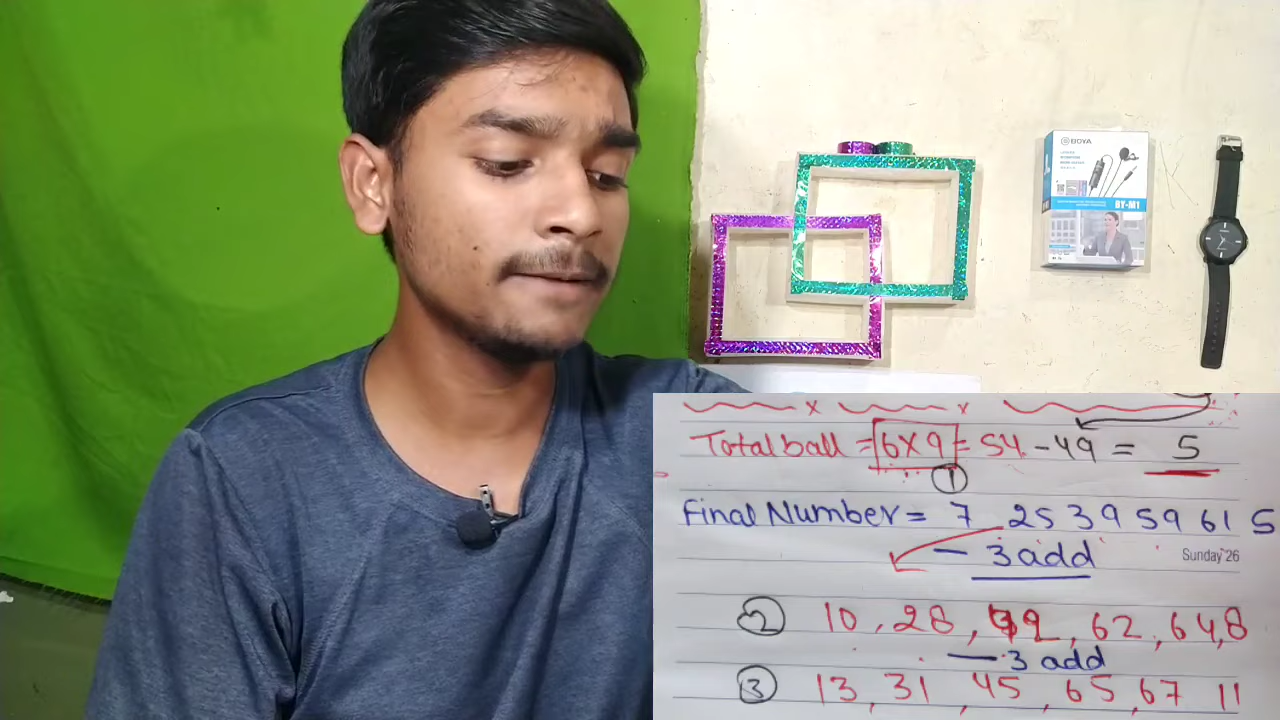 BOYA
BY-M1
Total ball = 6x9 = 54 - 49 = 5
1
Final Number = 7 25 39 59 61 5
— 3 add
Sunday 26
2 10, 28, 42, 62, 64, 8
— 3 add
3 13, 31, 45, 65, 67 11